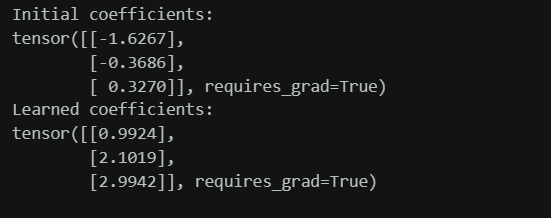 Initial coefficients:
tensor([[-1.6267],
        [-0.3686],
        [ 0.3270]], requires_grad=True)
Learned coefficients:
tensor([[0.9924],
        [2.1019],
        [2.9942]], requires_grad=True)